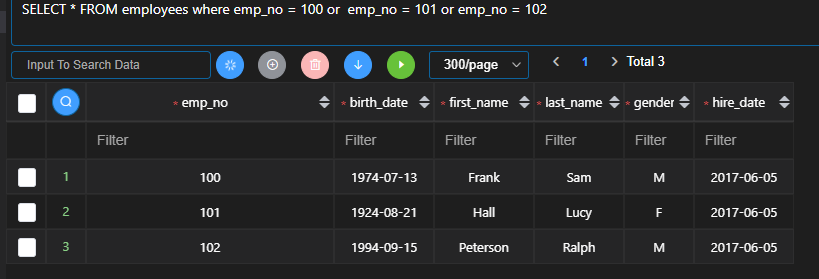 SELECT * FROM employees where emp_no = 100 or  emp_no = 101 or emp_no = 102
Input To Search Data 300/page 1 Total 3
* emp_no * birth_date * first_name * last_name * gender * hire_date
Filter Filter Filter Filter Filter Filter
1 100 1974-07-13 Frank Sam M 2017-06-05
2 101 1924-08-21 Hall Lucy F 2017-06-05
3 102 1994-09-15 Peterson Ralph M 2017-06-05